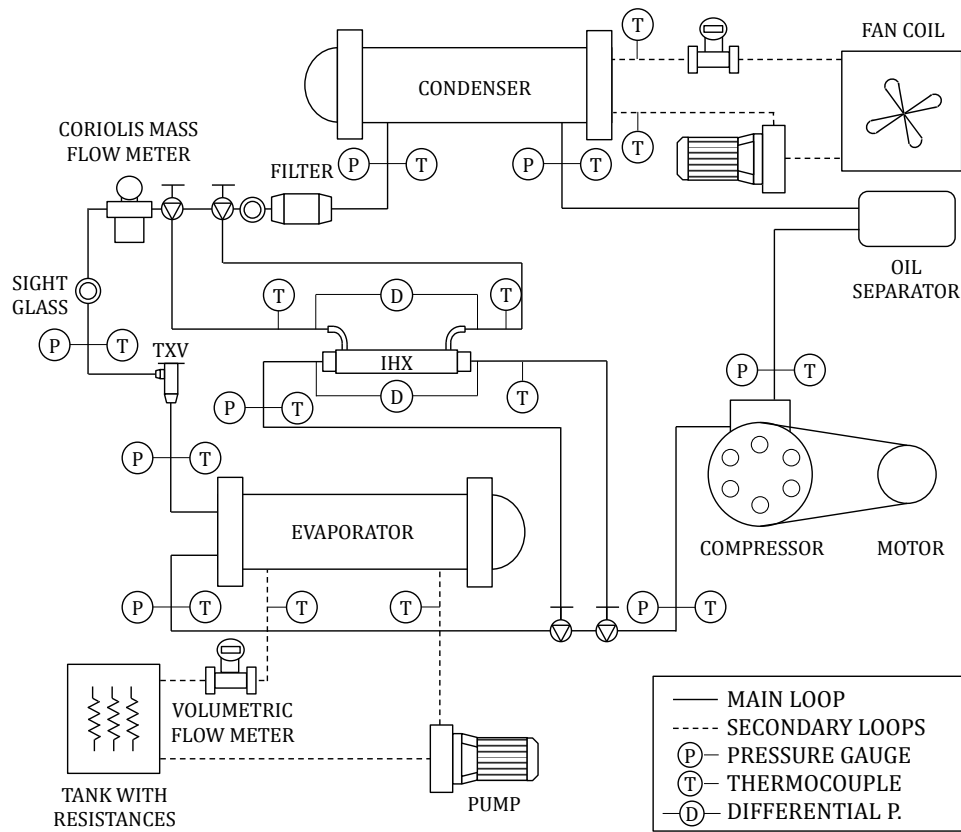 T
FAN COIL
CONDENSER
CORIOLIS MASS
FLOW METER
FILTER
P
T
P
T
T
SIGHT
GLASS
OIL
SEPARATOR
T
D
T
P
T
TXV
IHX
P
T
D
T
P
T
P
T
EVAPORATOR
COMPRESSOR
MOTOR
P
T
T
T
P
T
VOLUMETRIC
FLOW METER
TANK WITH
RESISTANCES
PUMP
MAIN LOOP
SECONDARY LOOPS
P
PRESSURE GAUGE
T
THERMOCOUPLE
D
DIFFERENTIAL P.